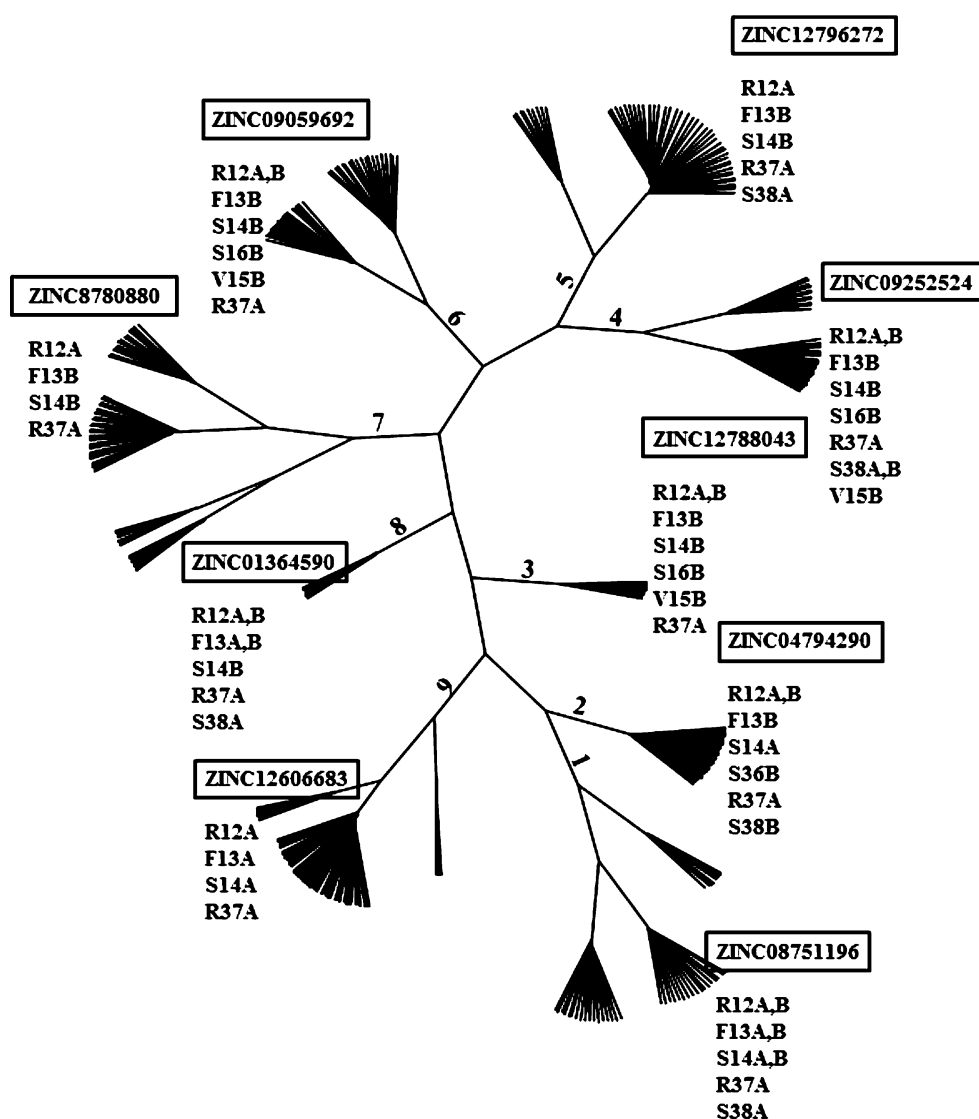 ZINC12796272
R12A
F13B
S14B
R37A
S38A
ZINC09059692
R12A,B
F13B
S14B
S16B
V15B
R37A
ZINC09252524
R12A,B
F13B
S14B
S16B
R37A
S38A,B
V15B
ZINC8780880
R12A
F13B
S14B
R37A
5
4
6
7
ZINC12788043
R12A,B
F13B
S14B
S16B
V15B
R37A
8
3
ZINC01364590
R12A,B
F13A,B
S14B
R37A
S38A
ZINC04794290
R12A,B
F13B
S14A
S36B
R37A
S38B
9
2
1
ZINC12606683
R12A
F13A
S14A
R37A
ZINC08751196
R12A,B
F13A,B
S14A,B
R37A
S38A